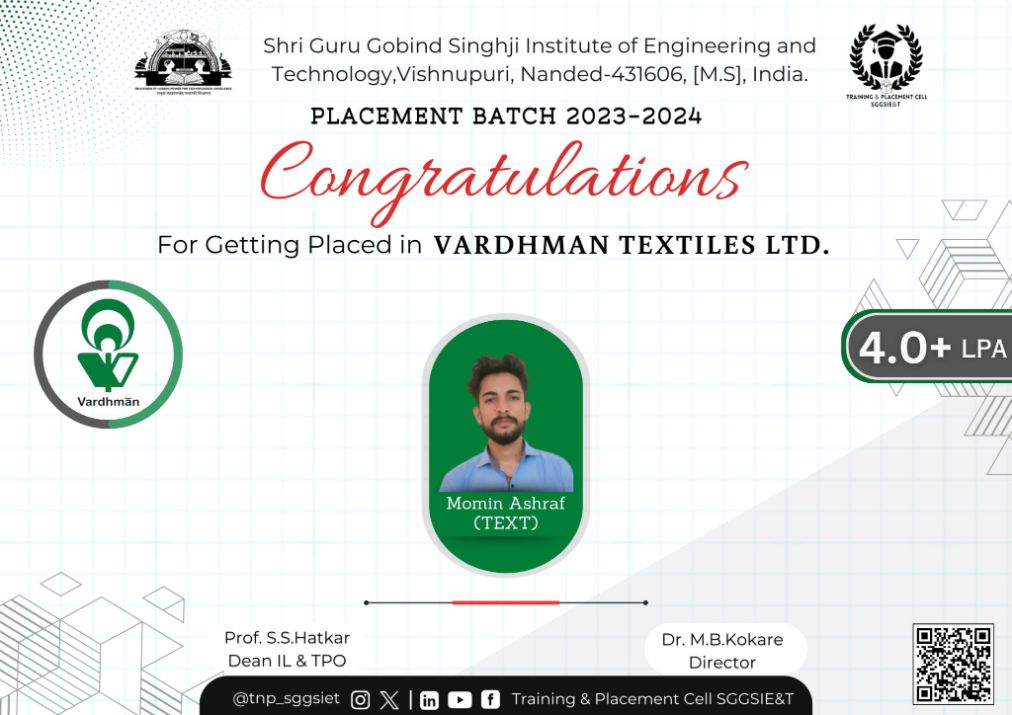 Shri Guru Gobind Singhji Institute of Engineering and
Technology,Vishnupuri, Nanded-431606, [M.S], India.
TRAINING & PLACEMENT CELL
SGGSIE&T
PLACEMENT BATCH 2023-2024
Congratulations
For Getting Placed in VARDHMAN TEXTILES LTD.
Vardhmān
4.0+ LPA
Momin Ashraf
(TEXT)
Prof. S.S.Hatkar
Dean IL & TPO
Dr. M.B.Kokare
Director
@tnp_sggsiet
Training & Placement Cell SGGSIE&T